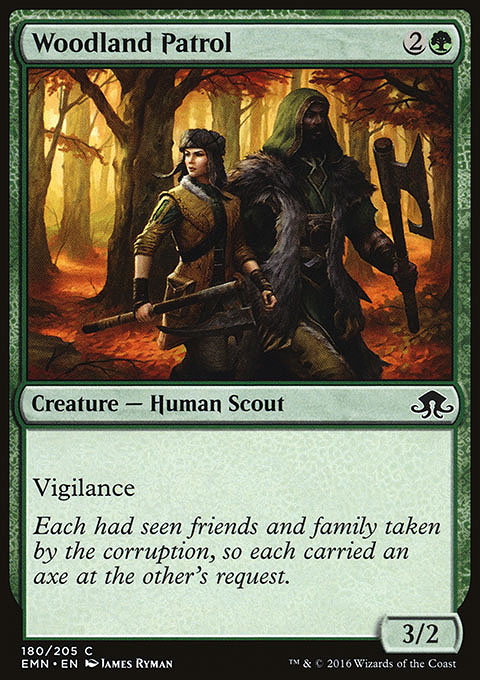 Woodland Patrol 2
Creature — Human Scout
Vigilance
Each had seen friends and family taken
by the corruption, so each carried an
axe at the other's request.
3/2
180/205 C
EMN • EN James Ryman
™ & © 2016 Wizards of the Coast